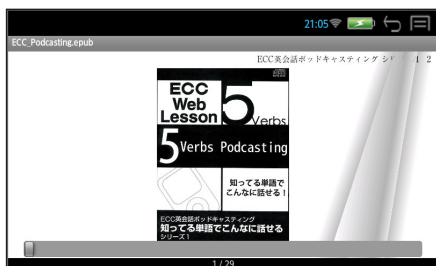 21:05
ECC_Podcasting.epub
ECC英会話ポッドキャスティング シ 1 2
ECC
Web
Lesson
5
Verbs
5 Verbs Podcasting
知ってる単語で
こんなに話せる!
ECC英会話ポッドキャスティング
知ってる単語でこんなに話せる
シリーズ1
1 / 29